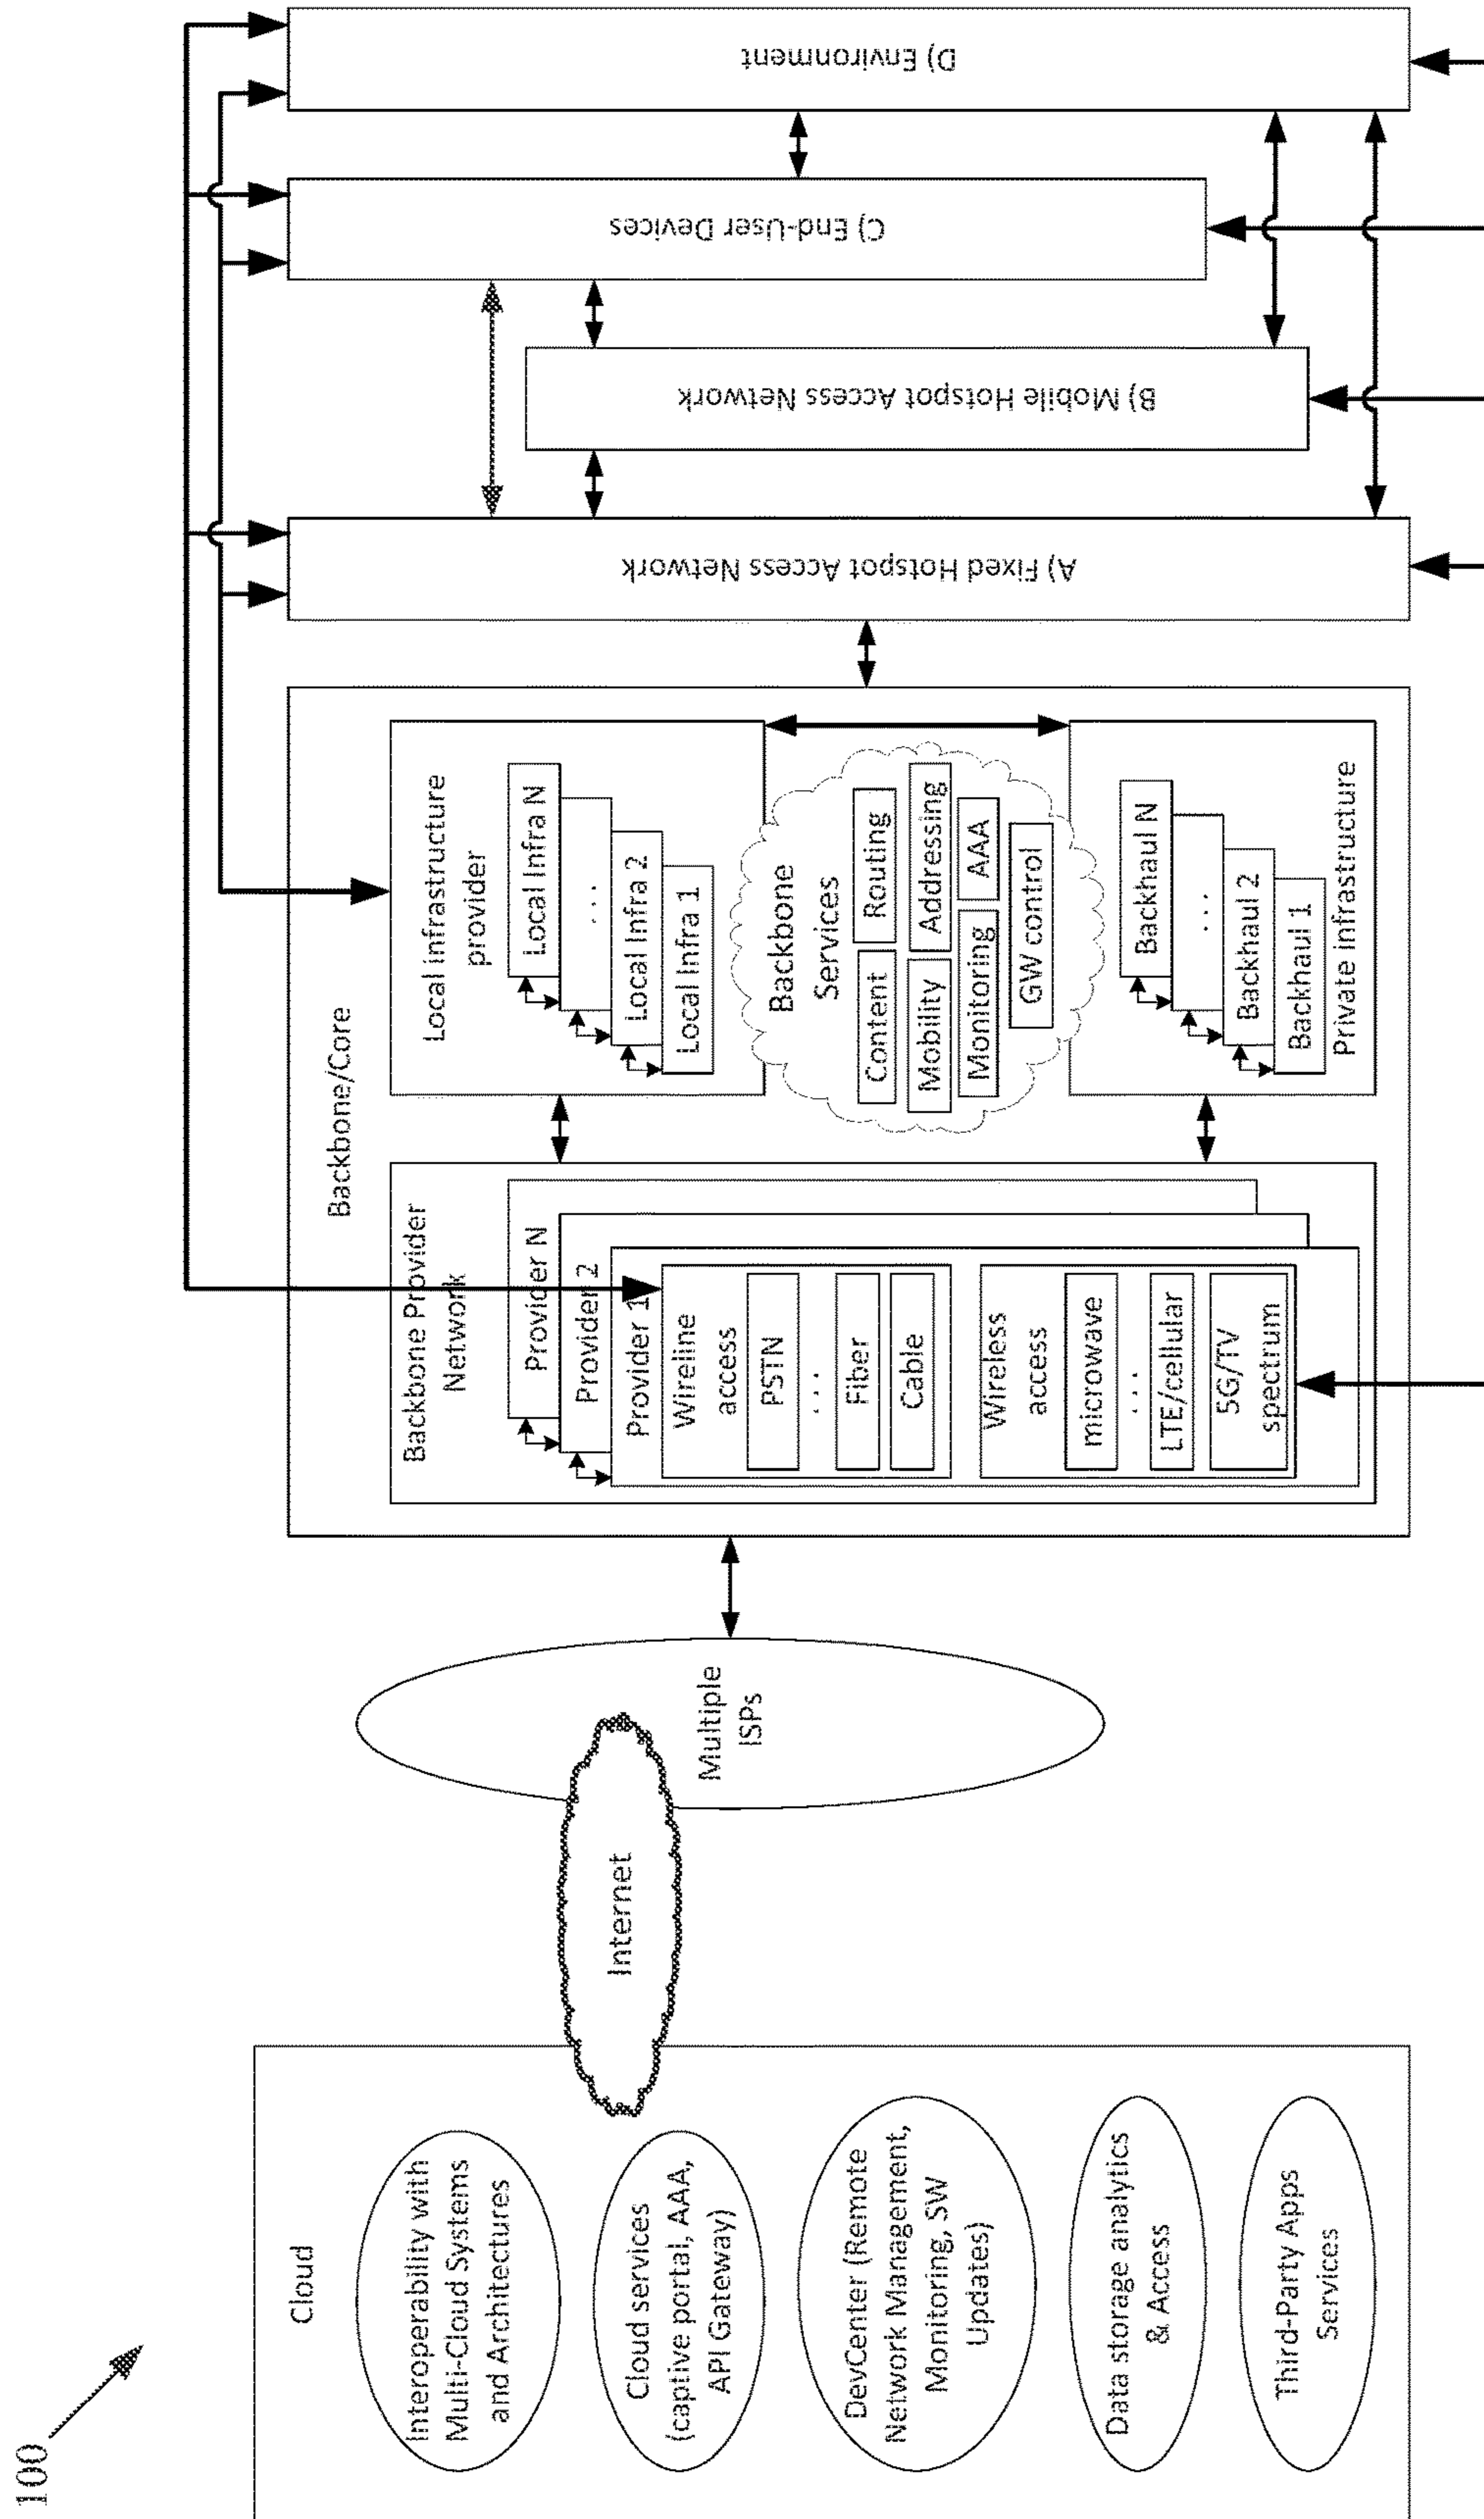 100
Cloud
Interoperability with
Multi-Cloud Systems
and Architectures
Cloud services
(captive portal, AAA,
API Gateway)
DevCenter (Remote
Network Management,
Monitoring, SW
Updates)
Data storage analytics
& Access
Third-Party Apps
Services
Internet
Multiple
ISPs
Backbone/Core
Backbone Provider
Network
Provider N
Provider 2
Provider 1
Wireline
access
PSTN
...
Fiber
Cable
Wireless
access
microwave
...
LTE/cellular
5G/TV
spectrum
Local infrastructure
provider
Local Infra N
...
Local Infra 2
Local Infra 1
Backbone
Services
Content
Routing
Mobility
Addressing
Monitoring
AAA
GW control
Backhaul N
...
Backhaul 2
Backhaul 1
Private Infrastructure
A) Fixed Hotspot Access Network
B) Mobile Hotspot Access Network
C) End-User Devices
D) Environment